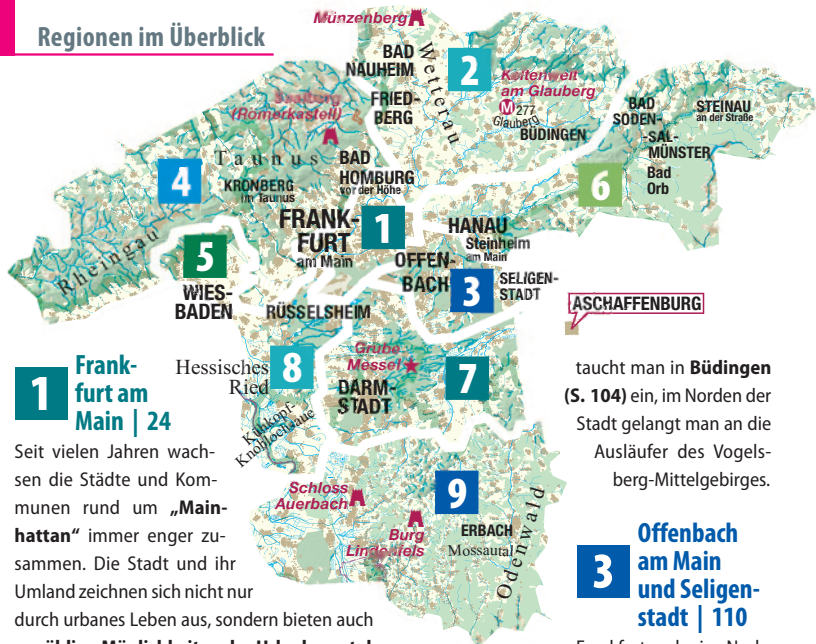 Regionen im Überblick
Münzenberg
BAD
NAUHEIM
Wetterau
2
Keltenwelt
am Glauberg
M 277
Glauberg
FRIED-
BERG
BÜDINGEN
Saalburg
(Römerkastell)
BAD
SODEN-
-SAL-
MÜNSTER
STEINAU
an der Straße
Bad
Orb
6
Taunus
4
BAD
HOMBURG
vor der Höhe
KRONBERG
im Taunus
FRANK-
FURT
am Main
1
HANAU
Steinheim
am Main
Rheingau
5
WIES-
BADEN
OFFEN-
BACH
3
SELIGEN-
STADT
RÜSSELSHEIM
ASCHAFFENBURG
Hessisches
Ried
8
Grube
Messel
DARM-
STADT
7
Kühkopf-
Knoblochsaue
Schloss
Auerbach
9
Burg
Lindenfels
ERBACH
Mossautal
Odenwald
1
Frank-
furt am
Main | 24
Seit vielen Jahren wach-
sen die Städte und Kom-
munen rund um „Main-
hattan“ immer enger zu-
sammen. Die Stadt und ihr
Umland zeichnen sich nicht nur
durch urbanes Leben aus, sondern bieten auch
taucht man in Büdingen
(S. 104) ein, im Norden der
Stadt gelangt man an die
Ausläufer des Vogels-
berg-Mittelgebirges.
3
Offenbach
am Main
und Seligen-
stadt | 110